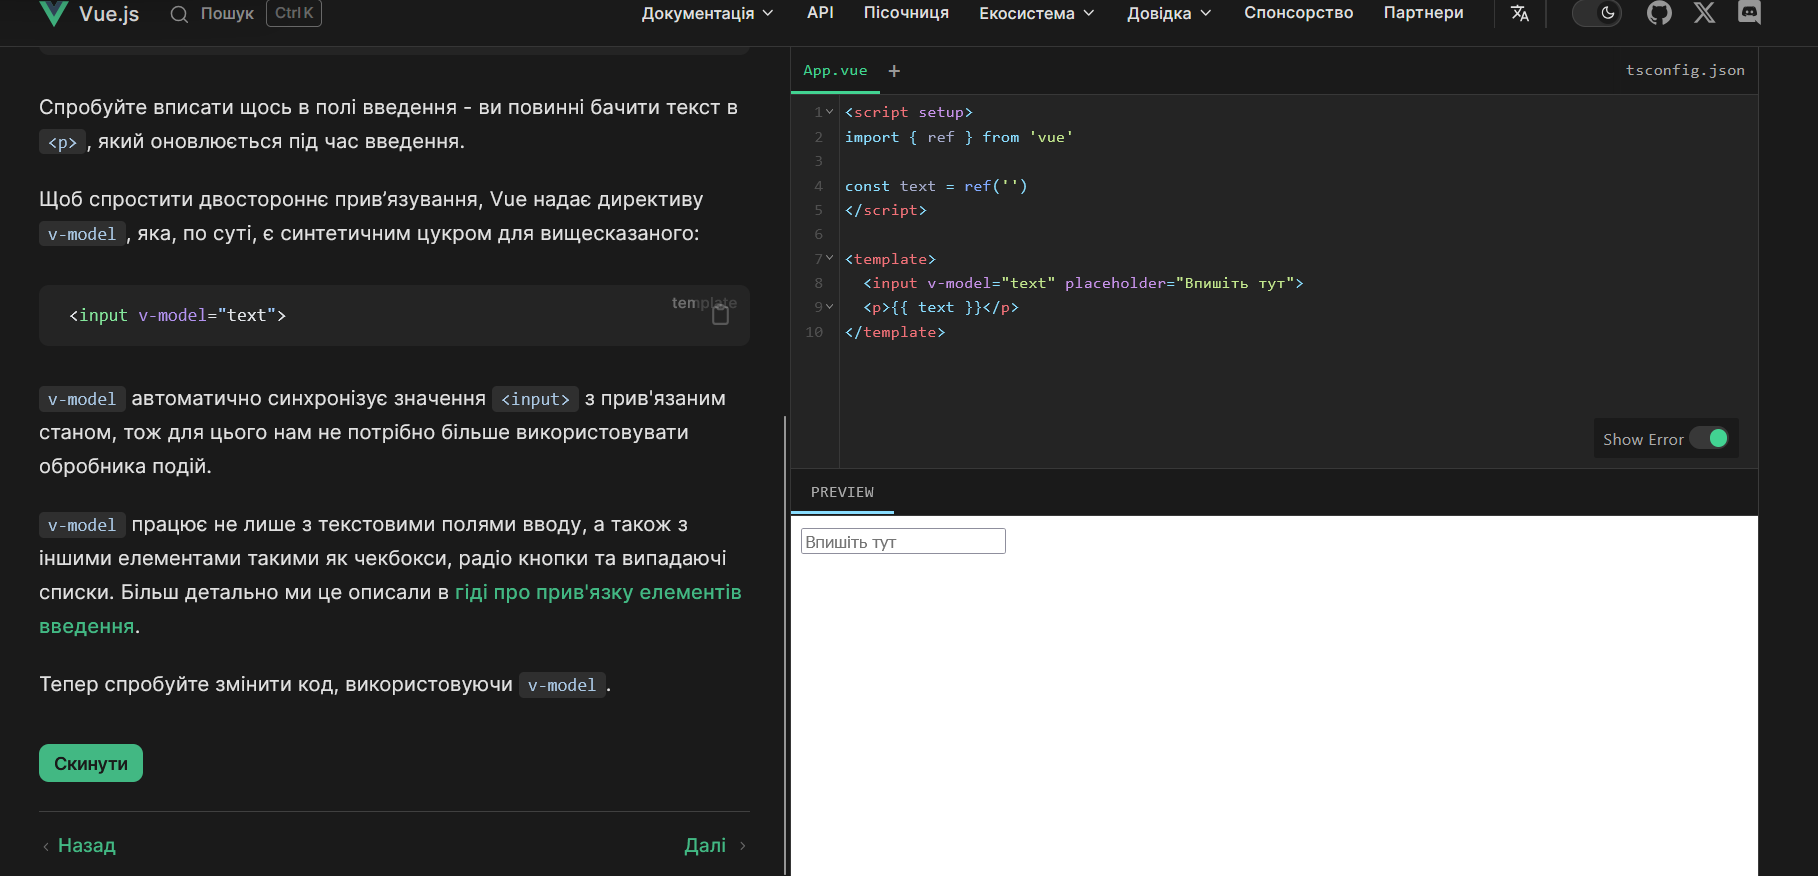 Vue.js
Пошук
Ctrl K
Документація
API
Пісочниця
Екосистема
Довідка
Спонсорство
Партнери
Спробуйте вписати щось в полі введення - ви повинні бачити текст в
<p>, який оновлюється під час введення.
Щоб спростити двостороннє прив’язування, Vue надає директиву
v-model, яка, по суті, є синтетичним цукром для вищесказаного:
template
<input v-model="text">
v-model автоматично синхронізує значення <input> з прив'язаним
станом, тож для цього нам не потрібно більше використовувати
обробника подій.
v-model працює не лише з текстовими полями вводу, а також з
іншими елементами такими як чекбокси, радіо кнопки та випадаючі
списки. Більш детально ми це описали в гіді про прив'язку елементів
введення.
Тепер спробуйте змінити код, використовуючи v-model.
Скинути
Назад
Далі
App.vue
+
tsconfig.json
1 <script setup>
2 import { ref } from 'vue'
3
4 const text = ref('')
5 </script>
6
7 <template>
8 <input v-model="text" placeholder="Впишіть тут">
9 <p>{{ text }}</p>
10 </template>
Show Error
PREVIEW
Впишіть тут